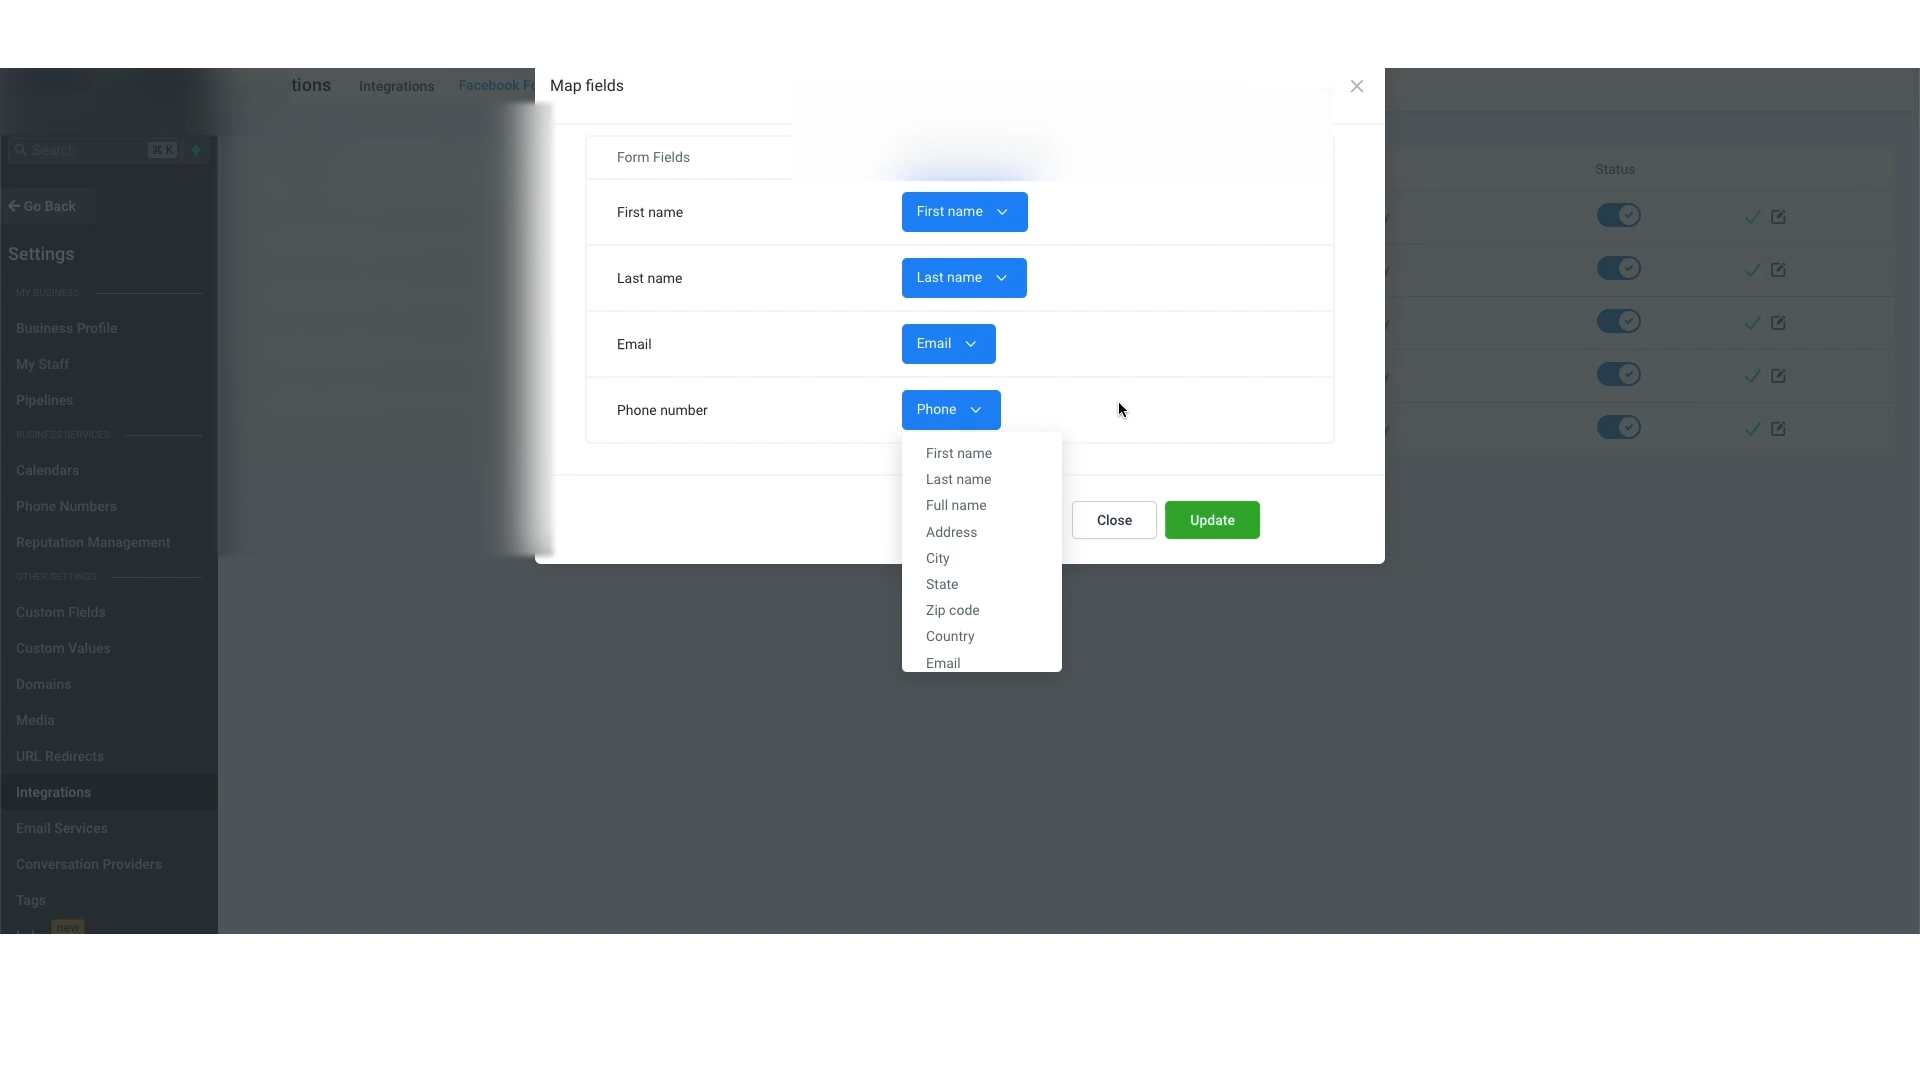 tions
Integrations
Facebook Fo
Map fields
Search
⌘ K
Go Back
Settings
MY BUSINESS
Business Profile
My Staff
Pipelines
BUSINESS SERVICES
Calendars
Phone Numbers
Reputation Management
OTHER SETTINGS
Custom Fields
Custom Values
Domains
Media
URL Redirects
Integrations
Email Services
Conversation Providers
Tags
new
Form Fields
First name
First name
Last name
Last name
Email
Email
Phone number
Phone
First name
Last name
Full name
Address
City
State
Zip code
Country
Email
Close
Update
Status
y
y
y
y
y